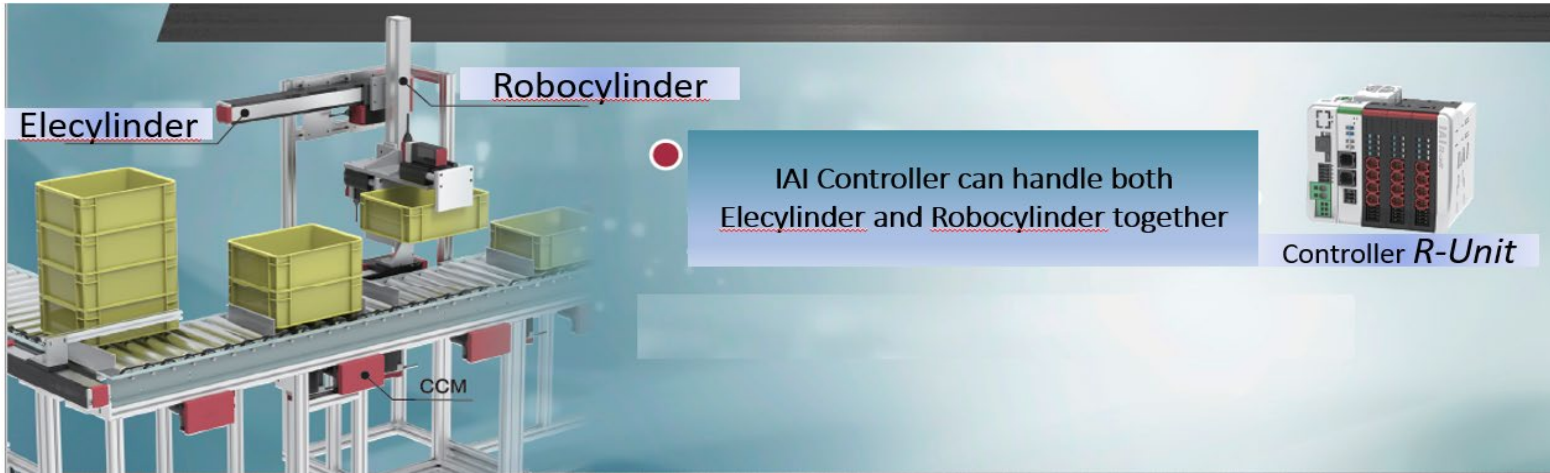 Robocylinder
Elecylinder
IAI Controller can handle both
Elecylinder and Robocylinder together
Controller R-Unit
CCM